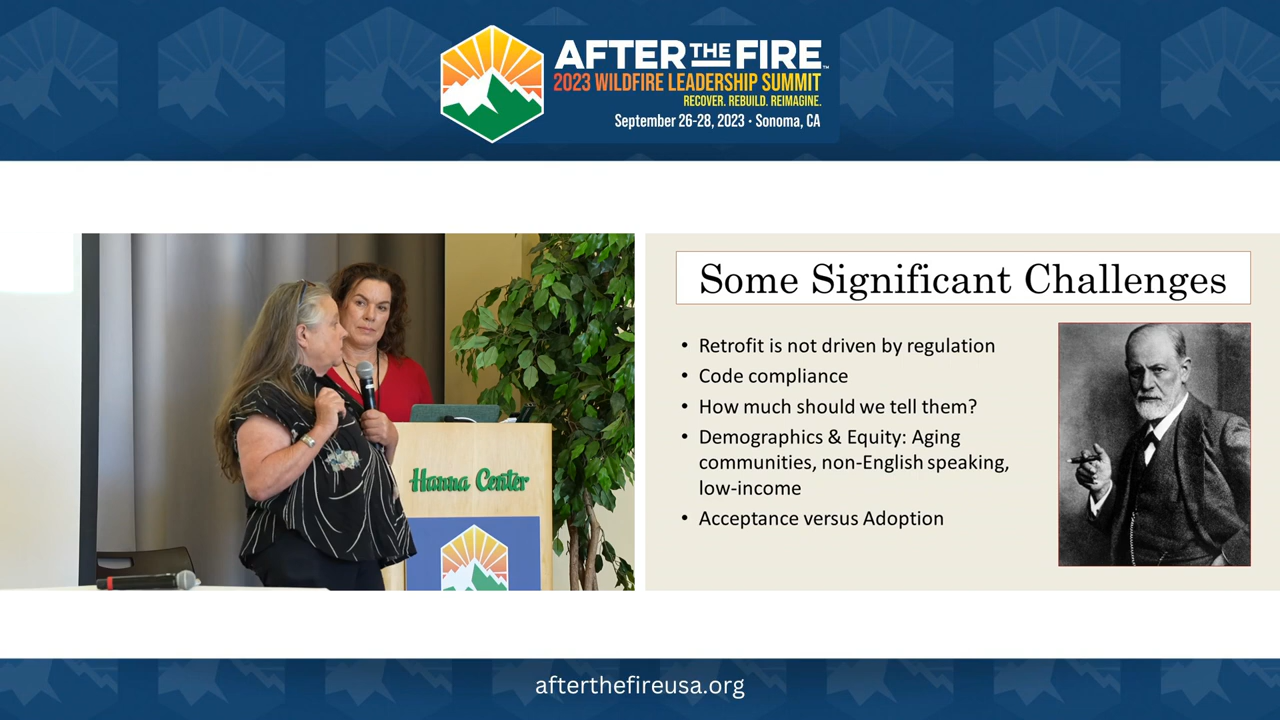 AFTER THE FIRE™
2023 WILDFIRE LEADERSHIP SUMMIT
RECOVER. REBUILD. REIMAGINE.
September 26-28, 2023 • Sonoma, CA
Hanna Center
Some Significant Challenges
• Retrofit is not driven by regulation
• Code compliance
• How much should we tell them?
• Demographics & Equity: Aging
communities, non-English speaking,
low-income
• Acceptance versus Adoption
afterthefireusa.org